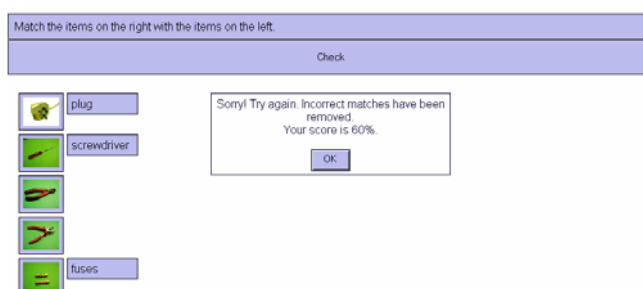 Match the items on the right with the items on the left.
Check
plug
Sorry! Try again. Incorrect matches have been
removed.
Your score is 60%.
OK
screwdriver
fuses